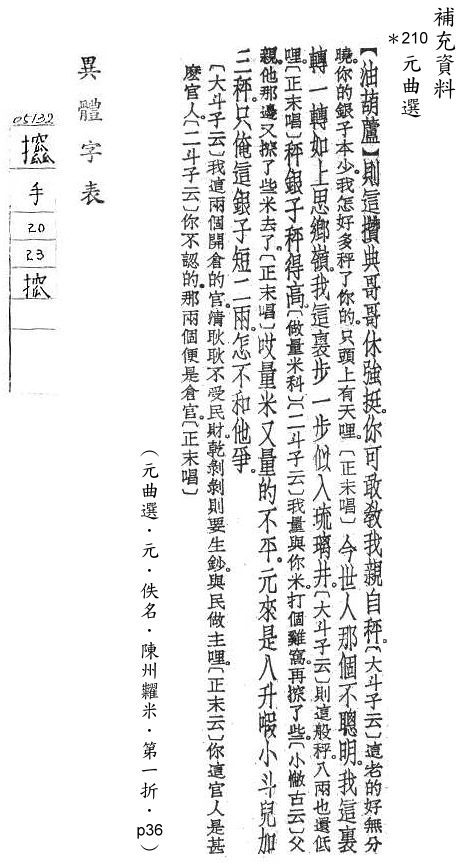 補充資料
*210元曲選
【油葫蘆】則這攢典哥哥休強挺。你可敢敎我親自秤。〔大斗子云〕這老的好無分
曉。你的銀子本少。我怎好多秤了你的。只頭上有天哩。〔正末唱〕今世人那個不聰明。我這裏
轉一轉如上思鄉嶺。我這裏步一步似入琉璃井。〔大斗子云〕則這般秤。八兩也還低
哩。〔正末唱〕秤銀子秤得高。〔做量米科〕〔二斗子云〕我量與你米。打個雞窩。再了些。〔小古云〕父
親。他那邊又了些米去了。〔正末唱〕哎。量米又量的不平。元來是八升小斗兒加
三秤。只俺這銀子短二兩。怎不和他爭。
〔大斗子云〕我這兩個開倉的官。清耿耿不受民財。乾剝剝則要生鈔。與民做主哩。〔正末云〕你這官人是甚
麼官人。〔二斗子云〕你不認的。那兩個便是倉官。〔正末唱〕
（元曲選．元．佚名．陳州糶米．第一折．p36）
異體字表
05132
手
20
23